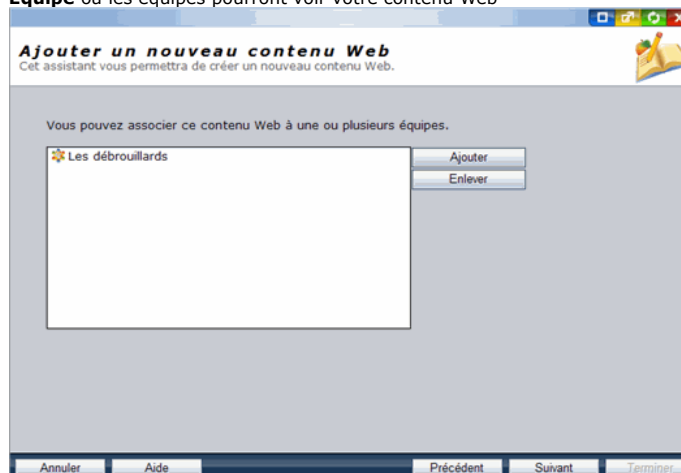 Équipe ou les équipes pourront voir votre contenu Web
Ajouter un nouveau contenu Web
Cet assistant vous permettra de créer un nouveau contenu Web.
Vous pouvez associer ce contenu Web à une ou plusieurs équipes.
Les débrouillards
Ajouter
Enlever
Annuler Aide Précédent Suivant Terminer